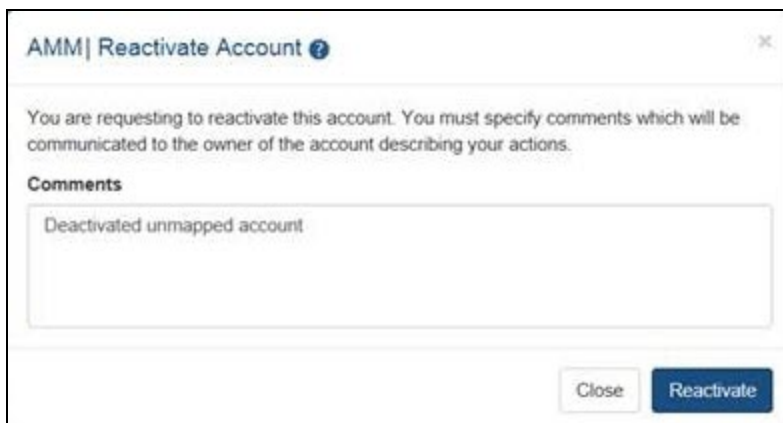 AMM| Reactivate Account ?
×
You are requesting to reactivate this account. You must specify comments which will be
communicated to the owner of the account describing your actions.
Comments
Deactivated unmapped account
Close Reactivate